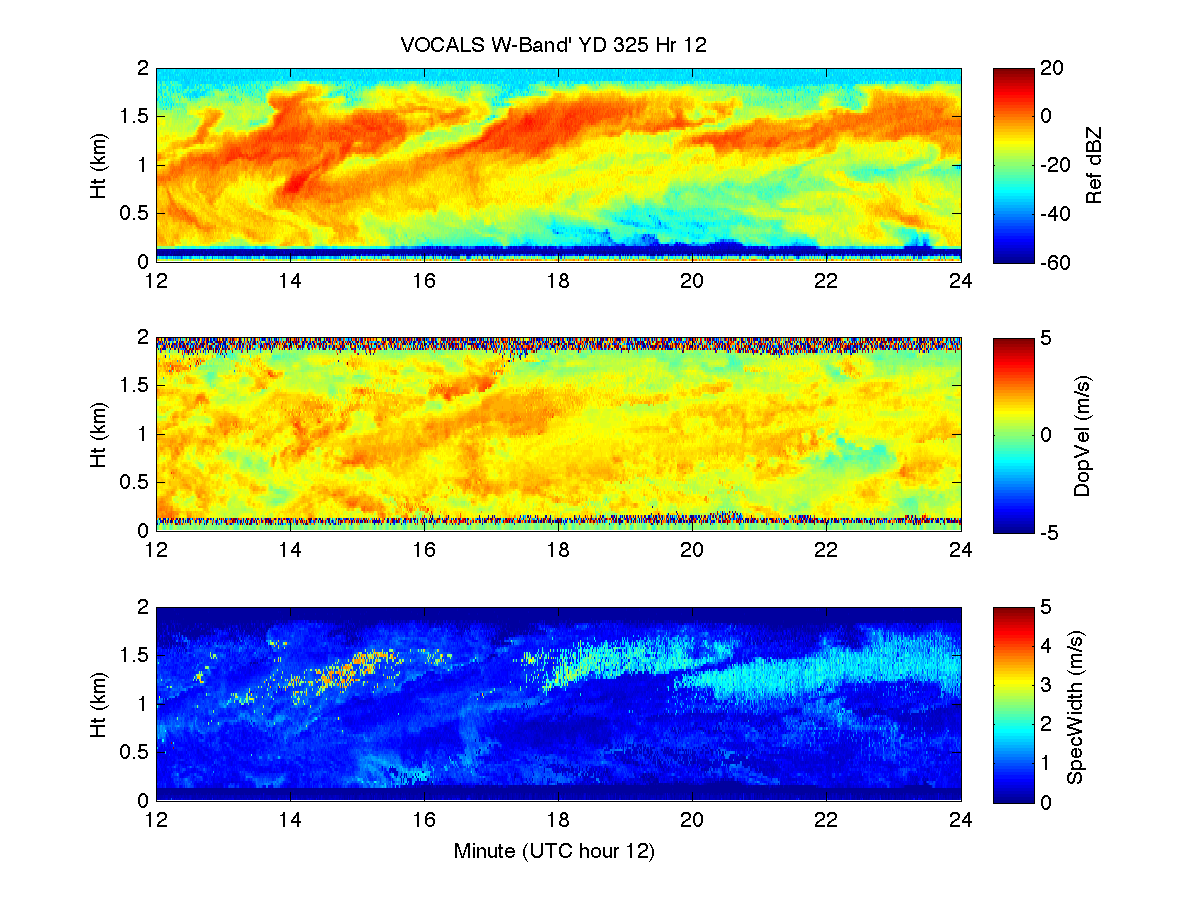 VOCALS W-Band' YD 325 Hr 12
2
1.5
1
0.5
0
Ht (km)
12 14 16 18 20 22 24
20
0
-20
-40
-60
Ref dBZ
2
1.5
1
0.5
0
Ht (km)
12 14 16 18 20 22 24
5
0
-5
DopVel (m/s)
2
1.5
1
0.5
0
Ht (km)
12 14 16 18 20 22 24
Minute (UTC hour 12)
5
4
3
2
1
0
SpecWidth (m/s)